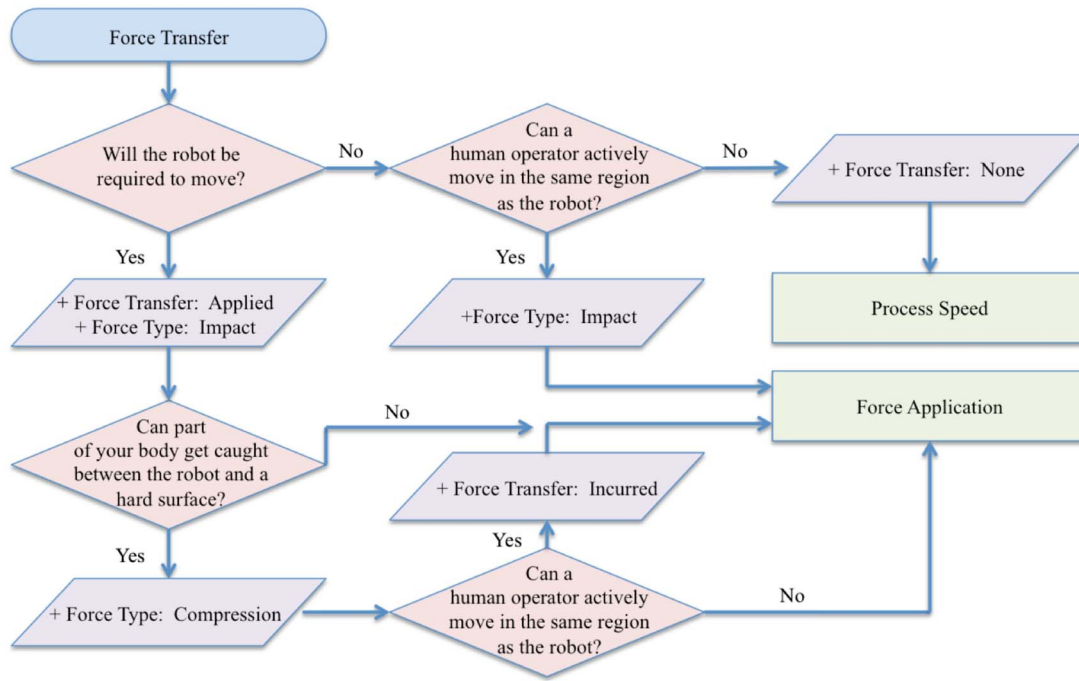 Force Transfer
Will the robot be
required to move?
No
Can a
human operator actively
move in the same region
as the robot?
No
+ Force Transfer: None
Yes
Yes
+ Force Transfer: Applied
+ Force Type: Impact
+Force Type: Impact
Process Speed
Can part
of your body get caught
between the robot and a
hard surface?
No
Force Application
+ Force Transfer: Incurred
Yes
Yes
+ Force Type: Compression
Can a
human operator actively
move in the same region
as the robot?
No